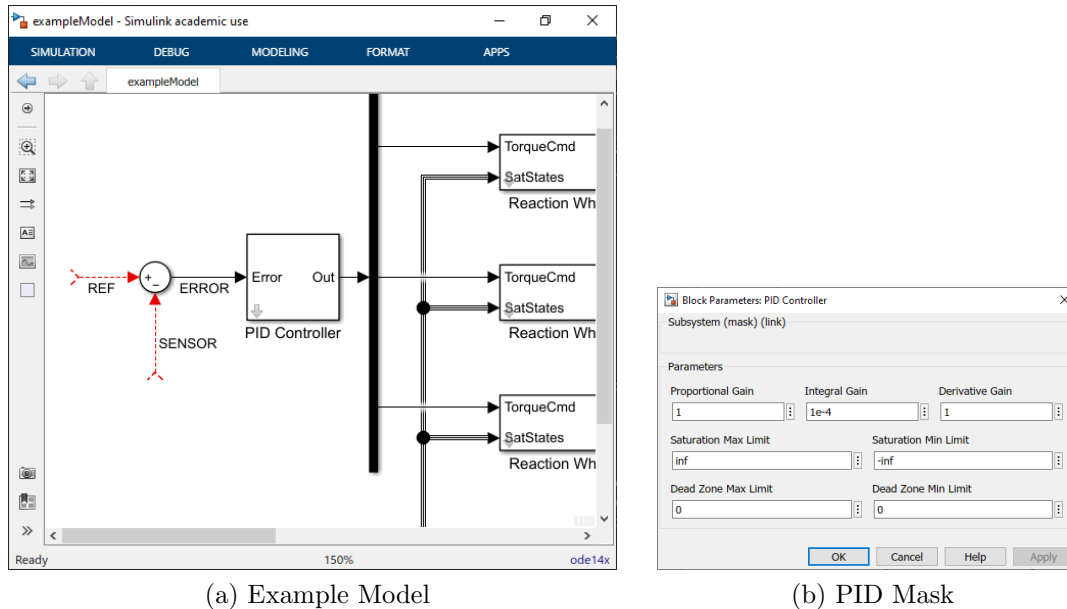 exampleModel - Simulink academic use
SIMULATION DEBUG MODELING FORMAT APPS
exampleModel
TorqueCmd
SatStates
Reaction Wh
REF
+
−
ERROR
SENSOR
Error Out
PID Controller
TorqueCmd
SatStates
Reaction Wh
TorqueCmd
SatStates
Reaction Wh
Ready 150% ode14x
(a) Example Model
Block Parameters: PID Controller
Subsystem (mask) (link)
Parameters
Proportional Gain Integral Gain Derivative Gain
1 1e-4 1
Saturation Max Limit Saturation Min Limit
inf -inf
Dead Zone Max Limit Dead Zone Min Limit
0 0
OK Cancel Help Apply
(b) PID Mask